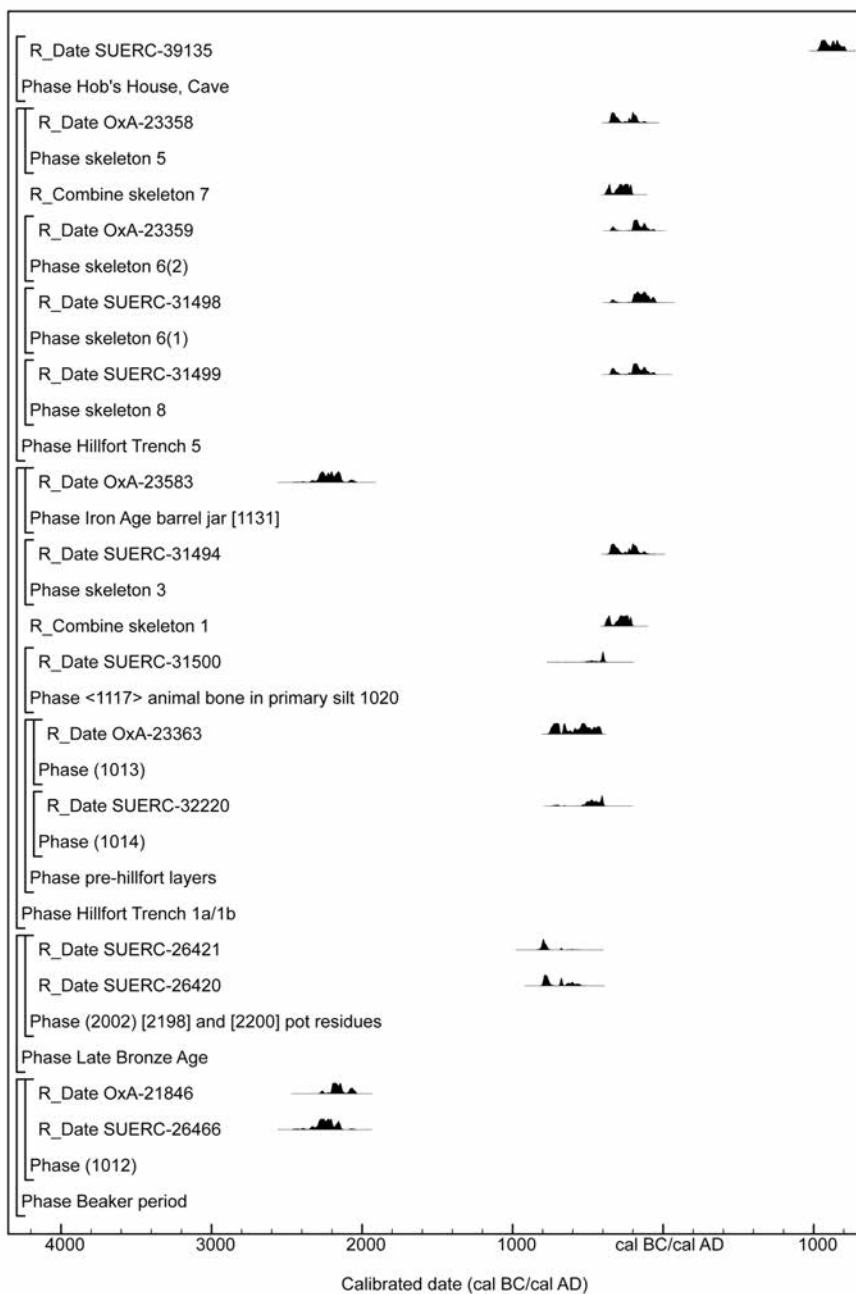 R_Date SUERC-39135
Phase Hob's House, Cave
R_Date OxA-23358
Phase skeleton 5
R_Combine skeleton 7
R_Date OxA-23359
Phase skeleton 6(2)
R_Date SUERC-31498
Phase skeleton 6(1)
R_Date SUERC-31499
Phase skeleton 8
Phase Hillfort Trench 5
R_Date OxA-23583
Phase Iron Age barrel jar [1131]
R_Date SUERC-31494
Phase skeleton 3
R_Combine skeleton 1
R_Date SUERC-31500
Phase <1117> animal bone in primary silt 1020
R_Date OxA-23363
Phase (1013)
R_Date SUERC-32220
Phase (1014)
Phase pre-hillfort layers
Phase Hillfort Trench 1a/1b
R_Date SUERC-26421
R_Date SUERC-26420
Phase (2002) [2198] and [2200] pot residues
Phase Late Bronze Age
R_Date OxA-21846
R_Date SUERC-26466
Phase (1012)
Phase Beaker period
4000 3000 2000 1000 cal BC/cal AD 1000
Calibrated date (cal BC/cal AD)